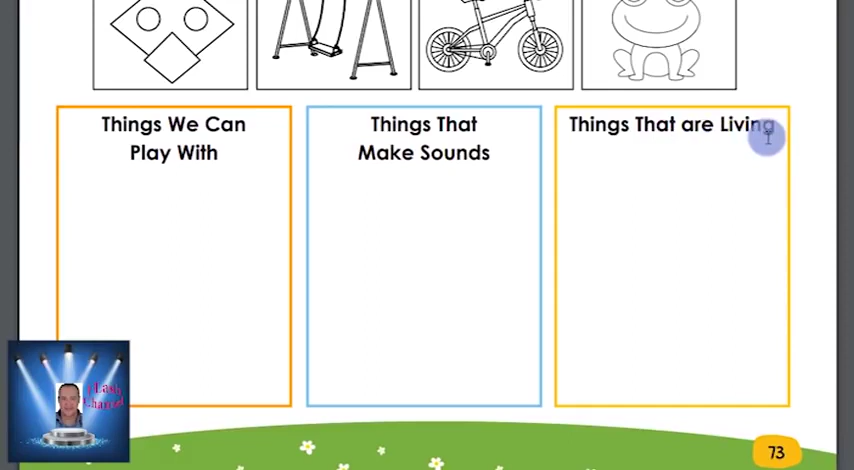 Things We Can
Play With
Things That
Make Sounds
Things That are Living
73